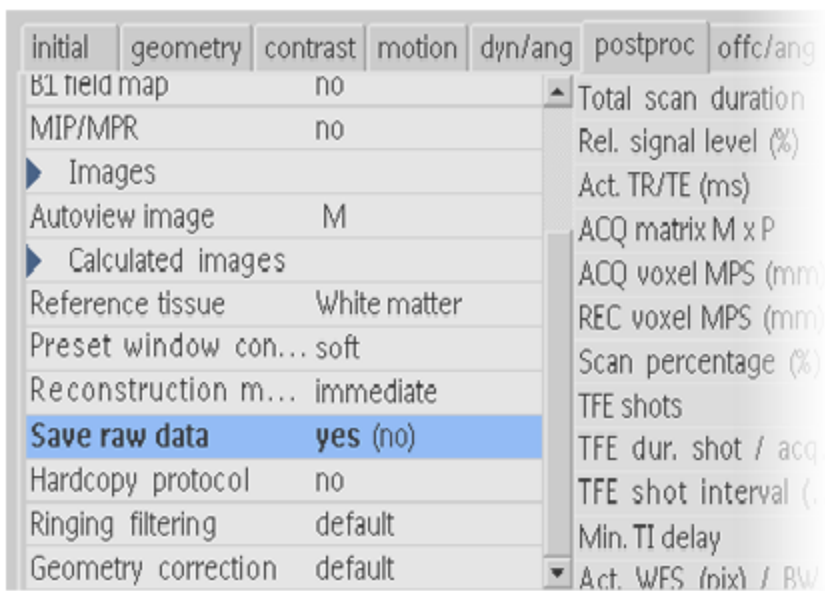 initial geometry contrast motion dyn/ang postproc offc/ang
B1 field map no
MIP/MPR no
Images
Autoview image M
Calculated images
Reference tissue White matter
Preset window con... soft
Reconstruction m... immediate
Save raw data yes (no)
Hardcopy protocol no
Ringing filtering default
Geometry correction default
Total scan duration
Rel. signal level (%)
Act. TR/TE (ms)
ACQ matrix M x P
ACQ voxel MPS (mm)
REC voxel MPS (mm)
Scan percentage (%)
TFE shots
TFE dur. shot / acq
TFE shot interval (.
Min. TI delay
Act. WFS (pix) / BW